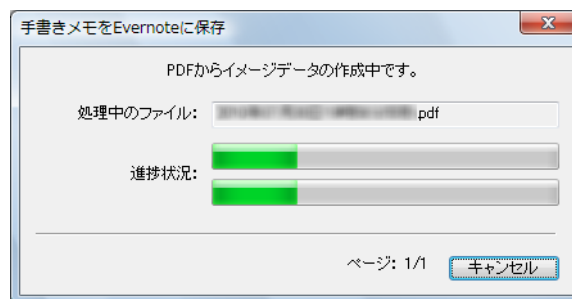 手書きメモをEvernoteに保存
PDFからイメージデータの作成中です。
処理中のファイル: .pdf
進捗状況:
ページ: 1/1 キャンセル